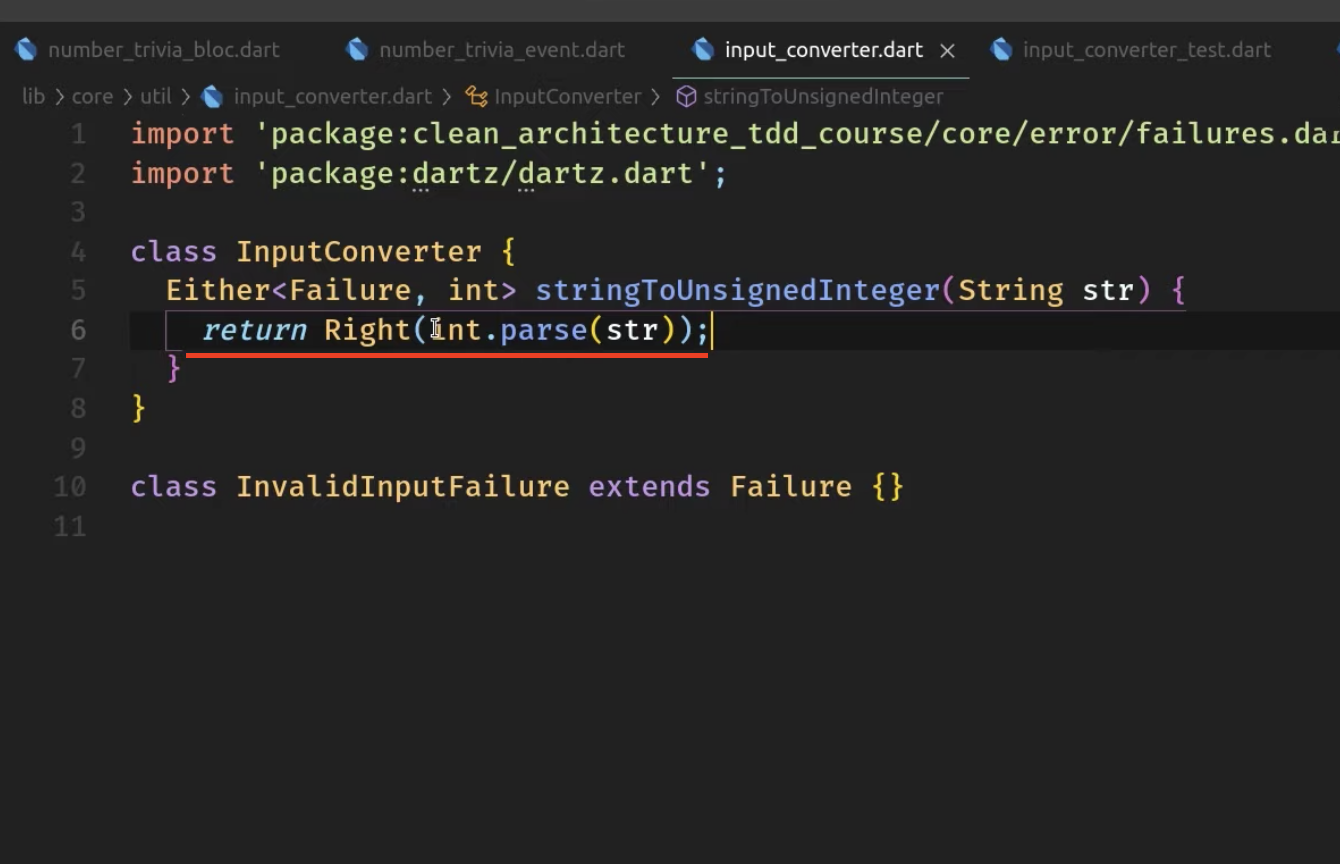 number_trivia_bloc.dart number_trivia_event.dart input_converter.dart input_converter_test.dart
lib > core > util > input_converter.dart > InputConverter > stringToUnsignedInteger
1 import 'package:clean_architecture_tdd_course/core/error/failures.dar
2 import 'package:dartz/dartz.dart';
3
4 class InputConverter {
5 Either<Failure, int> stringToUnsignedInteger(String str) {
6 return Right(int.parse(str));
7 }
8 }
9
10 class InvalidInputFailure extends Failure {}
11